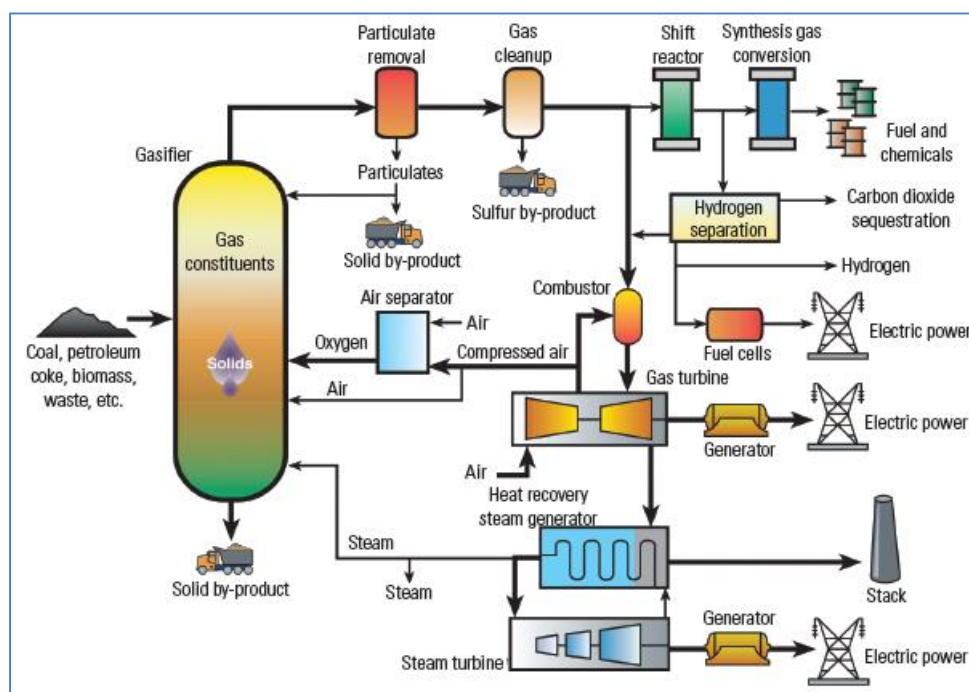 Particulate
removal
Gas
cleanup
Shift
reactor
Synthesis gas
conversion
Fuel and
chemicals
Gasifier
Particulates
Solid by-product
Sulfur by-product
Hydrogen
separation
Carbon dioxide
sequestration
Hydrogen
Gas
constituents
Solids
Coal, petroleum
coke, biomass,
waste, etc.
Air separator
Air
Oxygen
Compressed air
Air
Combustor
Fuel cells
Electric power
Gas turbine
Generator
Electric power
Air
Heat recovery
steam generator
Steam
Steam
Solid by-product
Stack
Steam turbine
Generator
Electric power